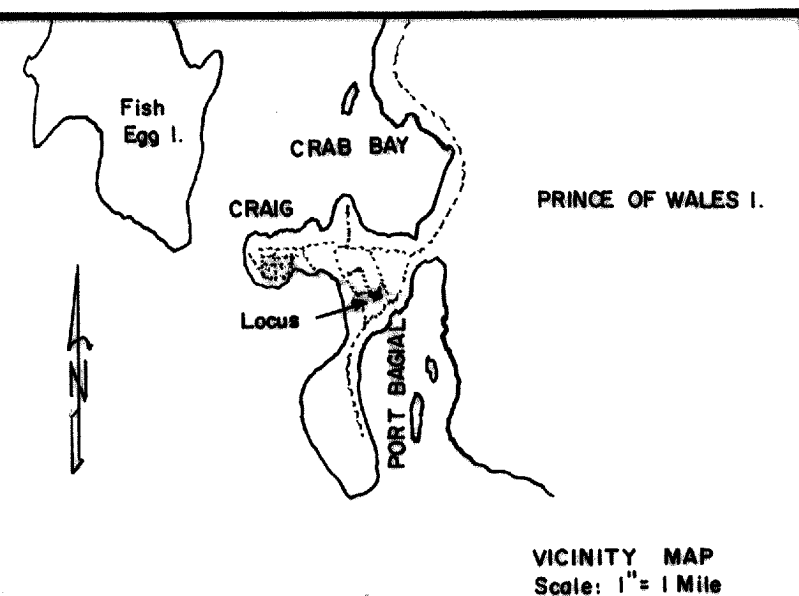 Fish
Egg I.
CRAB BAY
PRINCE OF WALES I.
CRAIG
Locus
PORT BAGIAL
N
VICINITY MAP
Scale: 1" = 1 Mile